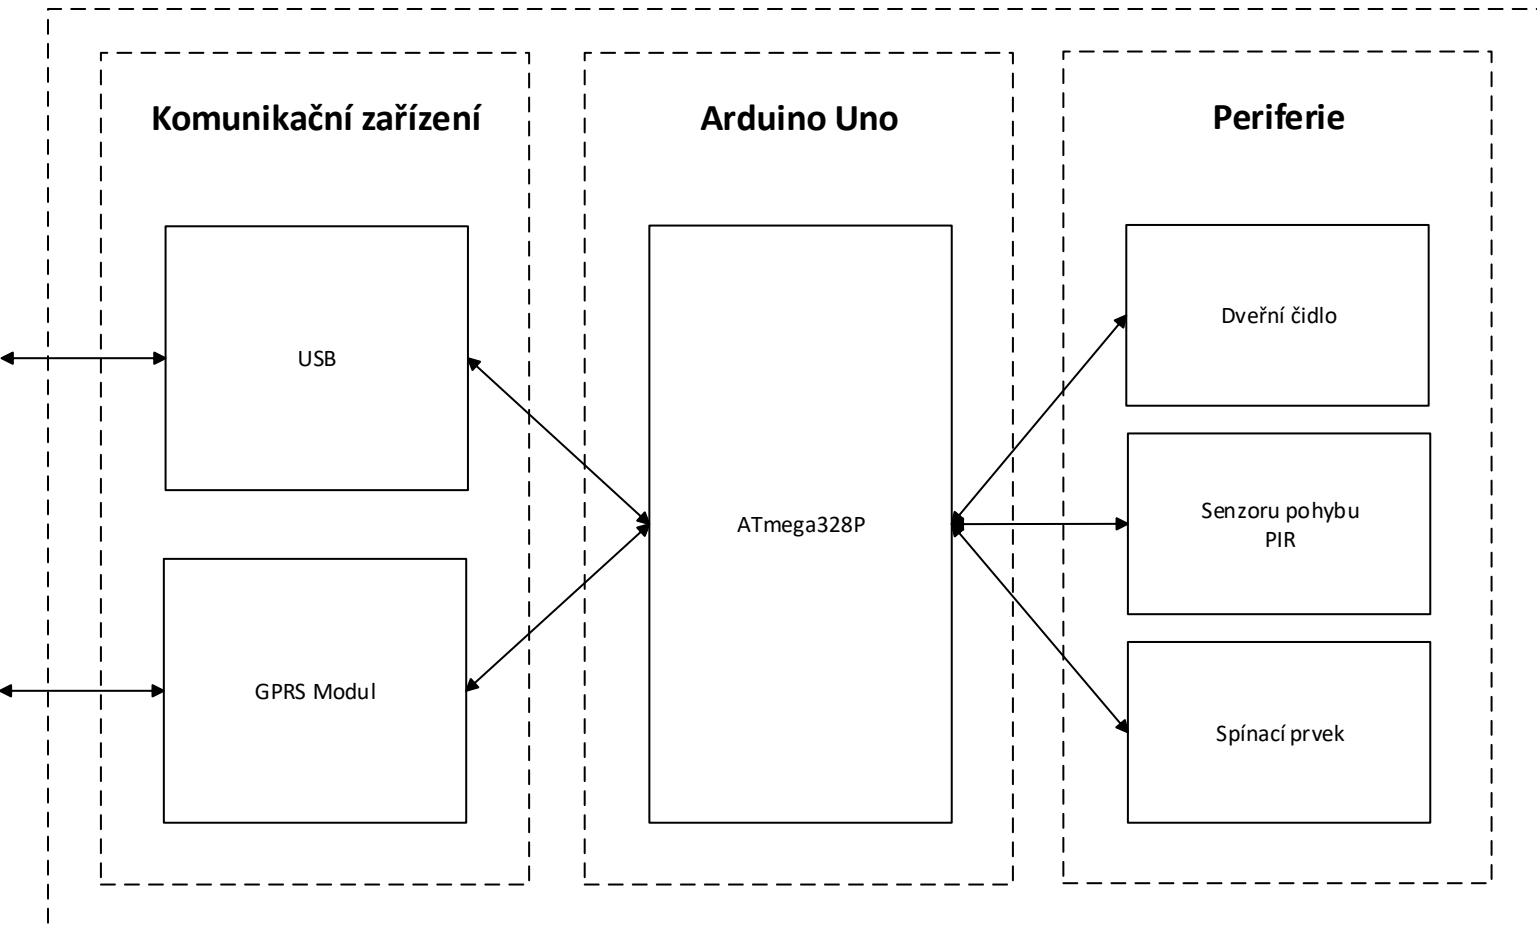 Komunikační zařízení
Arduino Uno
Periferie
USB
GPRS Modul
ATmega328P
Dveřní čidlo
Senzoru pohybu
PIR
Spínací prvek